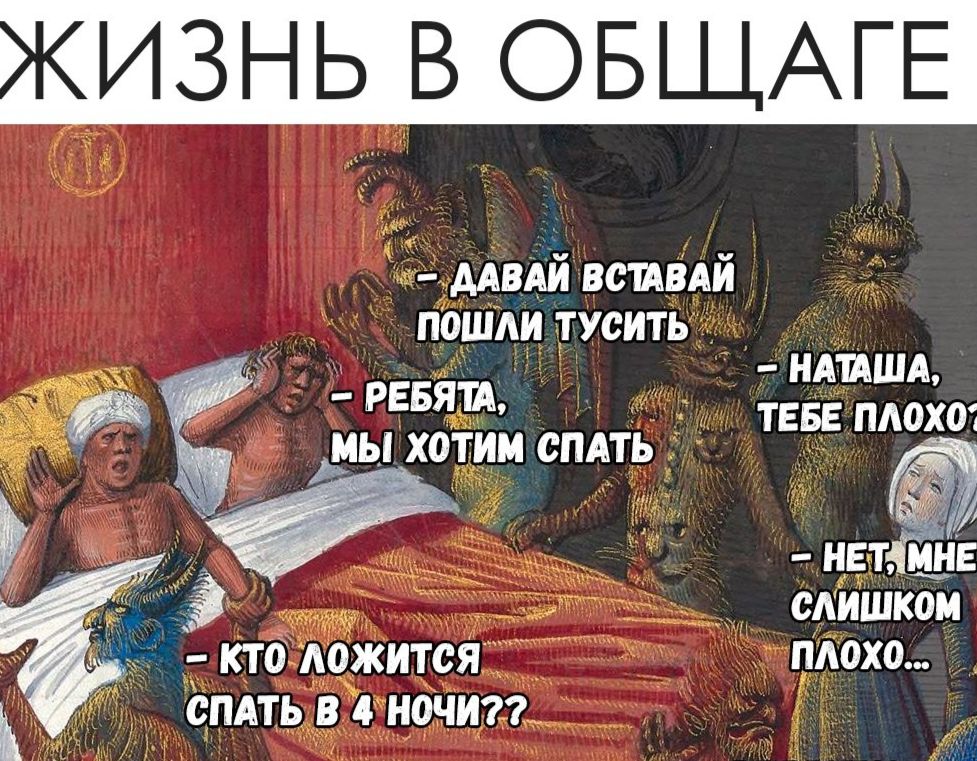 ЖИЗНЬ В ОБЩАГЕ
- ДАВАЙ ВСТАВАЙ
ПОШЛИ ТУСИТЬ
- РЕБЯТА,
МЫ ХОТИМ СПАТЬ
- НАТАША,
ТЕБЕ ПЛОХО?
- НЕТ, МНЕ
СЛИШКОМ
ПЛОХО...
- КТО ЛОЖИТСЯ
СПАТЬ В 4 НОЧИ??